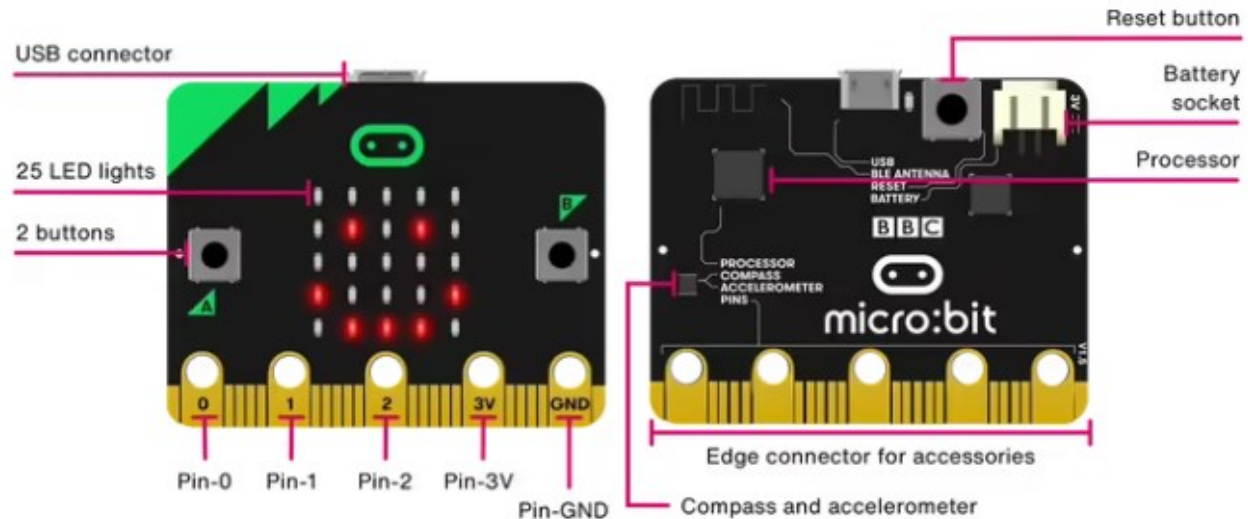 USB connector
25 LED lights
2 buttons
A
B
0 1 2 3V GND
Pin-0 Pin-1 Pin-2 Pin-3V
Pin-GND
Reset button
Battery
socket
Processor
3V
USB
BLE ANTENNA
RESET
BATTERY
BBC
PROCESSOR
COMPASS
ACCELEROMETER
PINS
micro:bit
V1.5
Edge connector for accessories
Compass and accelerometer